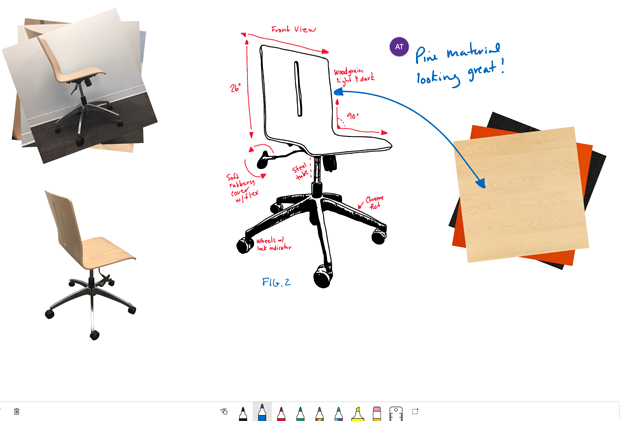 Front View
AT
Pine material
looking great!
Woodgrain
light + dark
26"
90°
Steel
tube
Soft
rubbery
cover
w/flex
Chrome
Wheels w/
lock indicator
FIG. 2